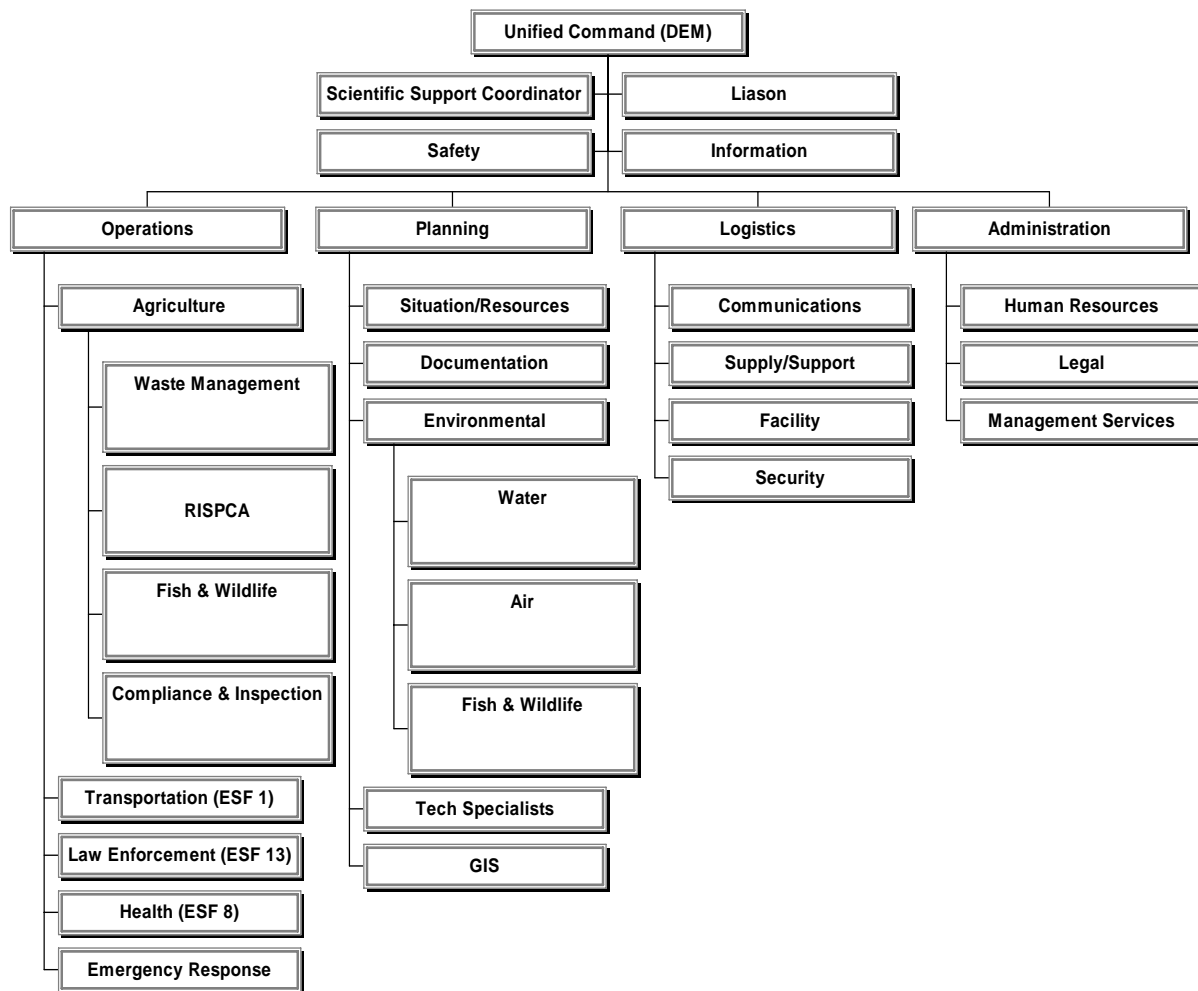 Unified Command (DEM)
Scientific Support Coordinator
Liason
Safety
Information
Operations
Planning
Logistics
Administration
Agriculture
Waste Management
RISPCA
Fish & Wildlife
Compliance & Inspection
Transportation (ESF 1)
Law Enforcement (ESF 13)
Health (ESF 8)
Emergency Response
Situation/Resources
Documentation
Environmental
Water
Air
Fish & Wildlife
Tech Specialists
GIS
Communications
Supply/Support
Facility
Security
Human Resources
Legal
Management Services